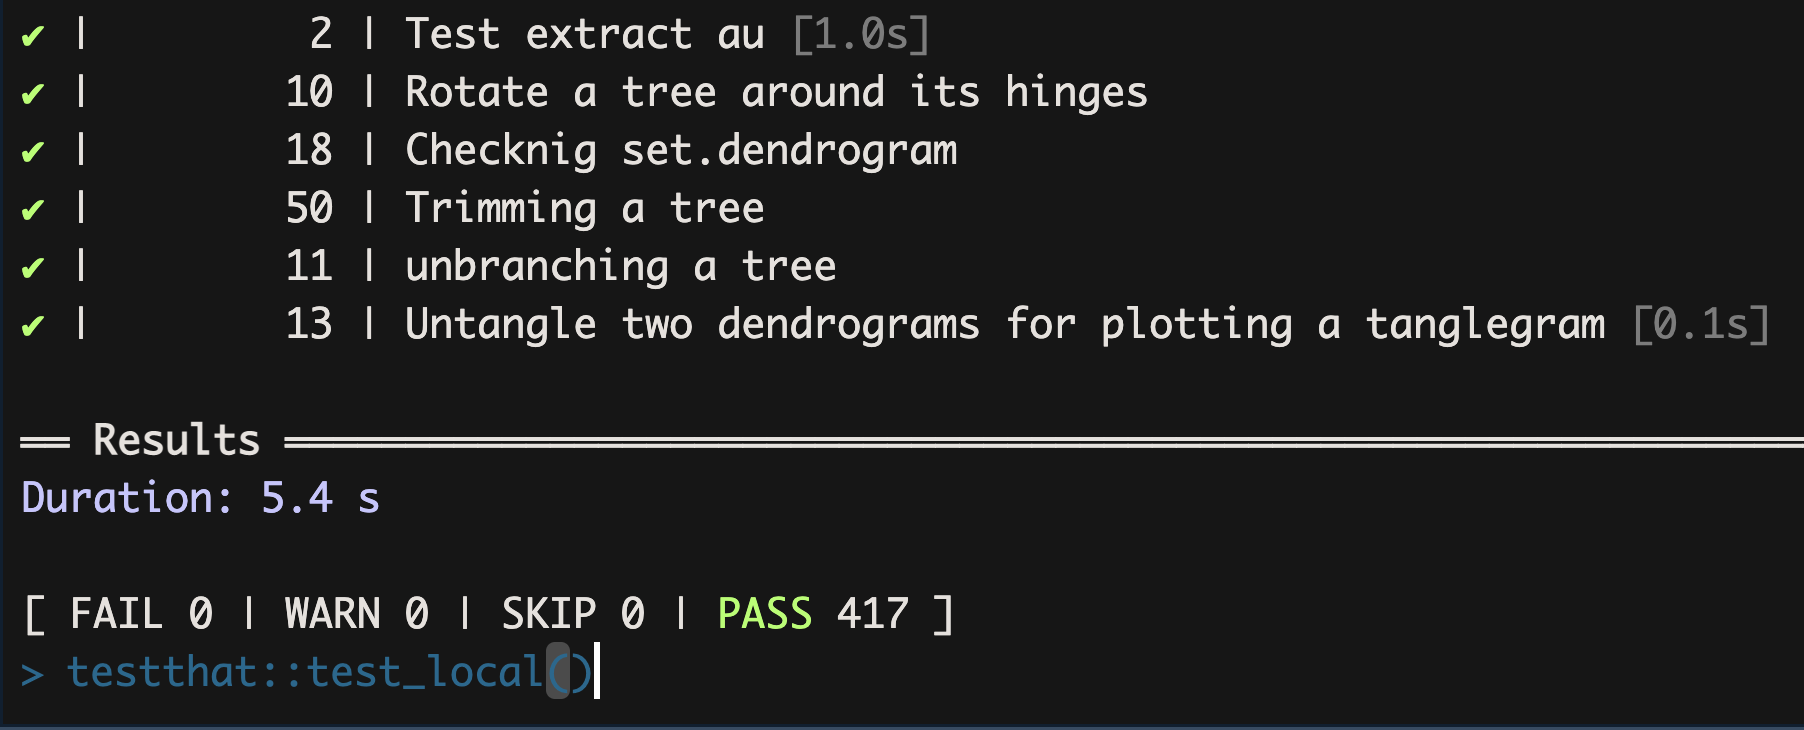 ✔ |         2 | Test extract au [1.0s]
✔ |        10 | Rotate a tree around its hinges
✔ |        18 | Checknig set.dendrogram
✔ |        50 | Trimming a tree
✔ |        11 | unbranching a tree
✔ |        13 | Untangle two dendrograms for plotting a tanglegram [0.1s]
══ Results ══════════════════════════════
Duration: 5.4 s
[ FAIL 0 | WARN 0 | SKIP 0 | PASS 417 ]
> testthat::test_local()